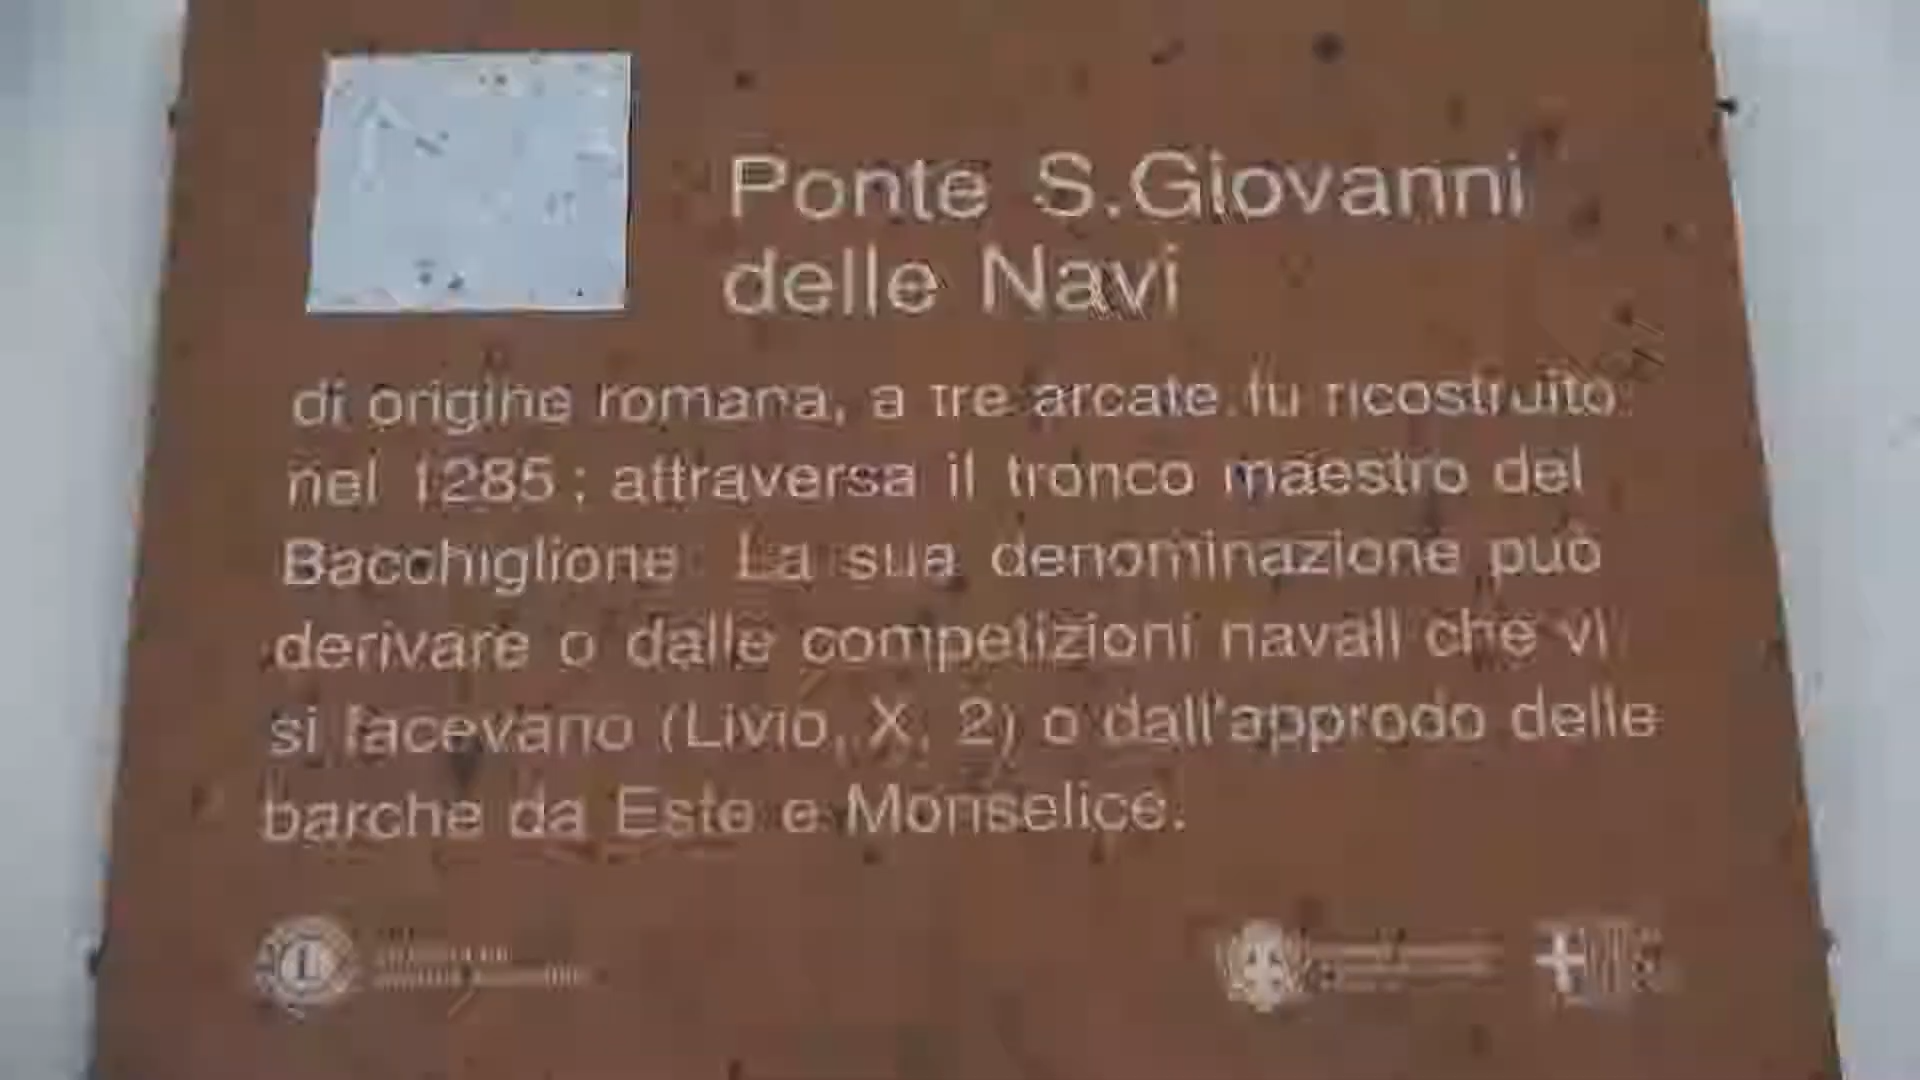 Ponte S.Giovanni
delle Navi
di origine romana, a tre arcate fu ricostruito
nel 1285; attraversa il tronco maestro del
Bacchiglione. La sua denominazione può
derivare o dalle competizioni navali che vi
si facevano (Livio, X, 2) o dall'approdo delle
barche da Este e Monselice.